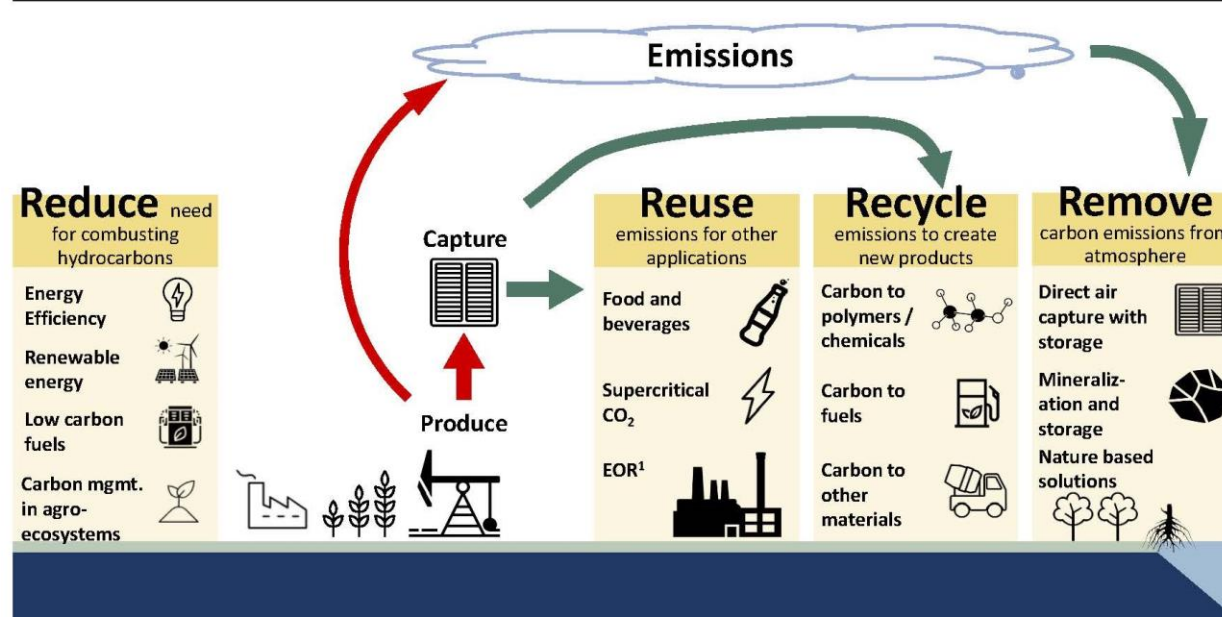 Emissions
Reduce need
for combusting
hydrocarbons
Energy
Efficiency
Renewable
energy
Low carbon
fuels
Carbon mgmt.
in agro-
ecosystems
Capture
Produce
Reuse
emissions for other
applications
Food and
beverages
Supercritical
CO₂
EOR¹
Recycle
emissions to create
new products
Carbon to
polymers /
chemicals
Carbon to
fuels
Carbon to
other
materials
Remove
carbon emissions from
atmosphere
Direct air
capture with
storage
Mineraliz-
ation and
storage
Nature based
solutions